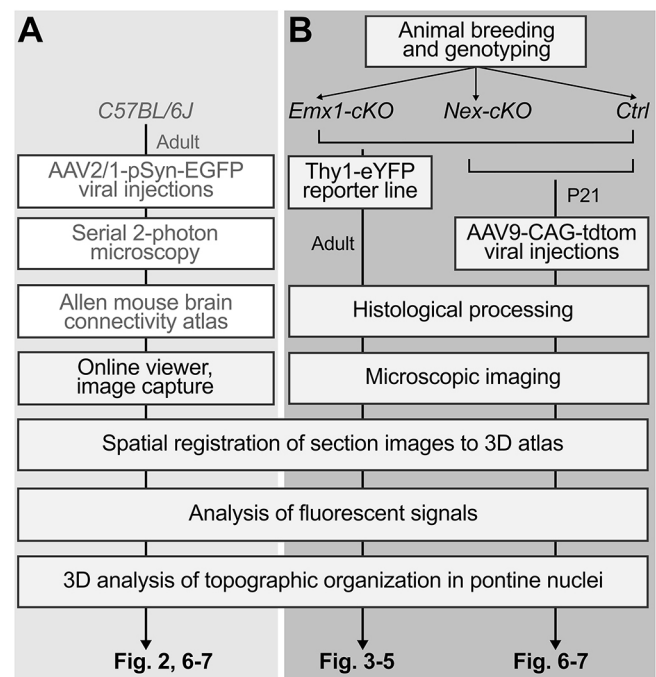 A
C57BL/6J
Adult
AAV2/1-pSyn-EGFP
viral injections
Serial 2-photon
microscopy
Allen mouse brain
connectivity atlas
Online viewer,
image capture
B
Animal breeding
and genotyping
Emx1-cKO
Nex-cKO
Ctrl
Thy1-eYFP
reporter line
P21
Adult
AAV9-CAG-tdtom
viral injections
Histological processing
Microscopic imaging
Spatial registration of section images to 3D atlas
Analysis of fluorescent signals
3D analysis of topographic organization in pontine nuclei
Fig. 2, 6-7
Fig. 3-5
Fig. 6-7